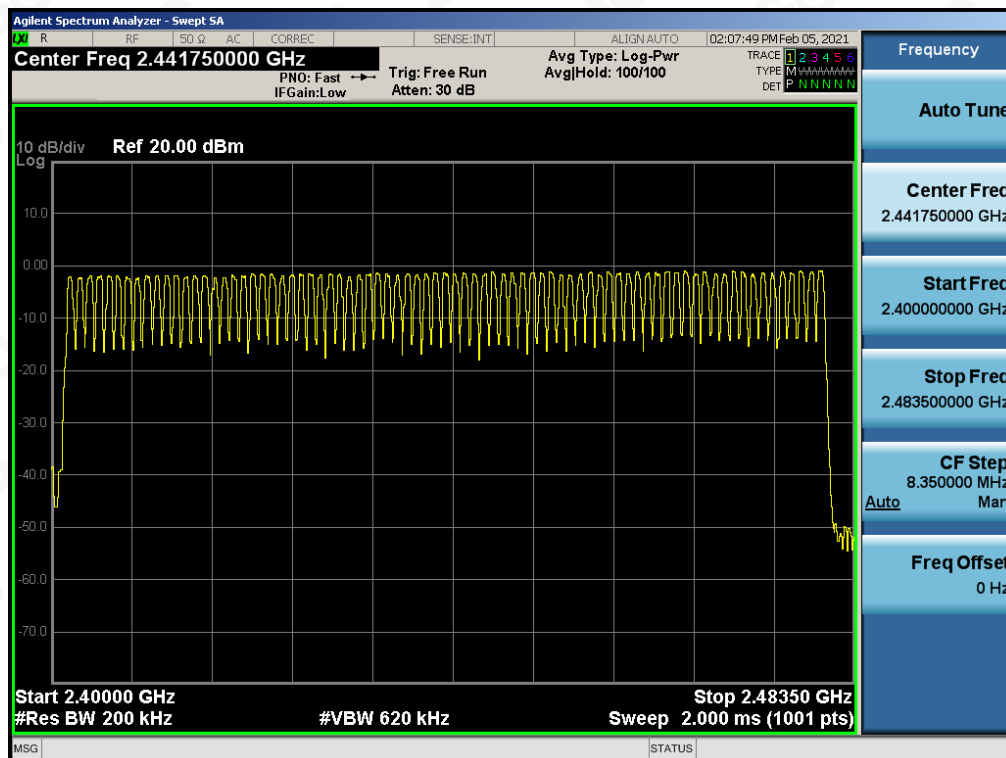 Agilent Spectrum Analyzer - Swept SA
LXI R RF 50 Ω AC CORREC SENSE:INT ALIGN AUTO 02:07:49 PM Feb 05, 2021
Center Freq 2.441750000 GHz
PNO: Fast
IFGain:Low
Trig: Free Run
Atten: 30 dB
Avg Type: Log-Pwr
Avg|Hold: 100/100
TRACE 1 2 3 4 5 6
TYPE M WWWWW
DET P N N N N N
10 dB/div Ref 20.00 dBm
Log
10.0
0.00
-10.0
-20.0
-30.0
-40.0
-50.0
-60.0
-70.0
Start 2.40000 GHz Stop 2.48350 GHz
#Res BW 200 kHz #VBW 620 kHz Sweep 2.000 ms (1001 pts)
MSG STATUS
Frequency
Auto Tune
Center Freq
2.441750000 GHz
Start Freq
2.400000000 GHz
Stop Freq
2.483500000 GHz
CF Step
8.350000 MHz
Auto Man
Freq Offset
0 Hz